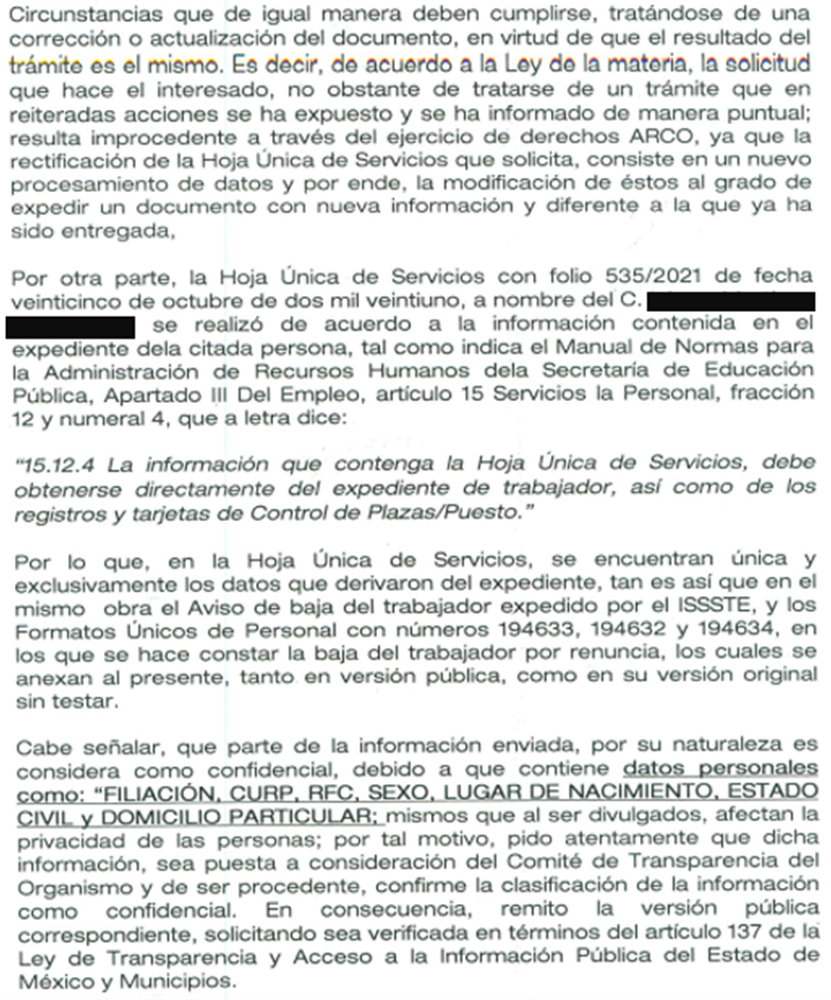 Circunstancias que de igual manera deben cumplirse, tratándose de una
corrección o actualización del documento, en virtud de que el resultado del
trámite es el mismo. Es decir, de acuerdo a la Ley de la materia, la solicitud
que hace el interesado, no obstante de tratarse de un trámite que en
reiteradas acciones se ha expuesto y se ha informado de manera puntual;
resulta improcedente a través del ejercicio de derechos ARCO, ya que la
rectificación de la Hoja Única de Servicios que solicita, consiste en un nuevo
procesamiento de datos y por ende, la modificación de éstos al grado de
expedir un documento con nueva información y diferente a la que ya ha
sido entregada,
Por otra parte, la Hoja Única de Servicios con folio 535/2021 de fecha
veinticinco de octubre de dos mil veintiuno, a nombre del C.
se realizó de acuerdo a la información contenida en el
expediente dela citada persona, tal como indica el Manual de Normas para
la Administración de Recursos Humanos dela Secretaría de Educación
Pública, Apartado III Del Empleo, artículo 15 Servicios la Personal, fracción
12 y numeral 4, que a letra dice:
“15.12.4 La información que contenga la Hoja Única de Servicios, debe
obtenerse directamente del expediente de trabajador, así como de los
registros y tarjetas de Control de Plazas/Puesto.”
Por lo que, en la Hoja Única de Servicios, se encuentran única y
exclusivamente los datos que derivaron del expediente, tan es así que en el
mismo obra el Aviso de baja del trabajador expedido por el ISSSTE, y los
Formatos Únicos de Personal con números 194633, 194632 y 194634, en
los que se hace constar la baja del trabajador por renuncia, los cuales se
anexan al presente, tanto en versión pública, como en su versión original
sin testar.
Cabe señalar, que parte de la información enviada, por su naturaleza es
considera como confidencial, debido a que contiene datos personales
como: “FILIACIÓN, CURP, RFC, SEXO, LUGAR DE NACIMIENTO, ESTADO
CIVIL y DOMICILIO PARTICULAR; mismos que al ser divulgados, afectan la
privacidad de las personas; por tal motivo, pido atentamente que dicha
información, sea puesta a consideración del Comité de Transparencia del
Organismo y de ser procedente, confirme la clasificación de la información
como confidencial. En consecuencia, remito la versión pública
correspondiente, solicitando sea verificada en términos del artículo 137 de la
Ley de Transparencia y Acceso a la Información Pública del Estado de
México y Municipios.